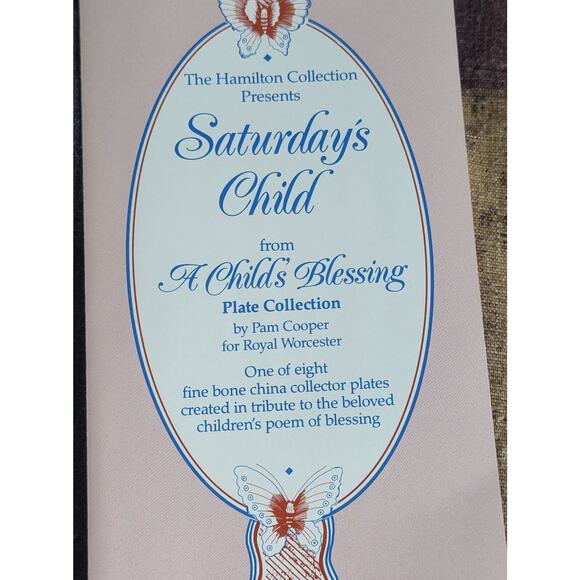 The Hamilton Collection
Presents
Saturday's
Child
from
A Child's Blessing
Plate Collection
by Pam Cooper
for Royal Worcester
One of eight
fine bone china collector plates
created in tribute to the beloved
children's poem of blessing